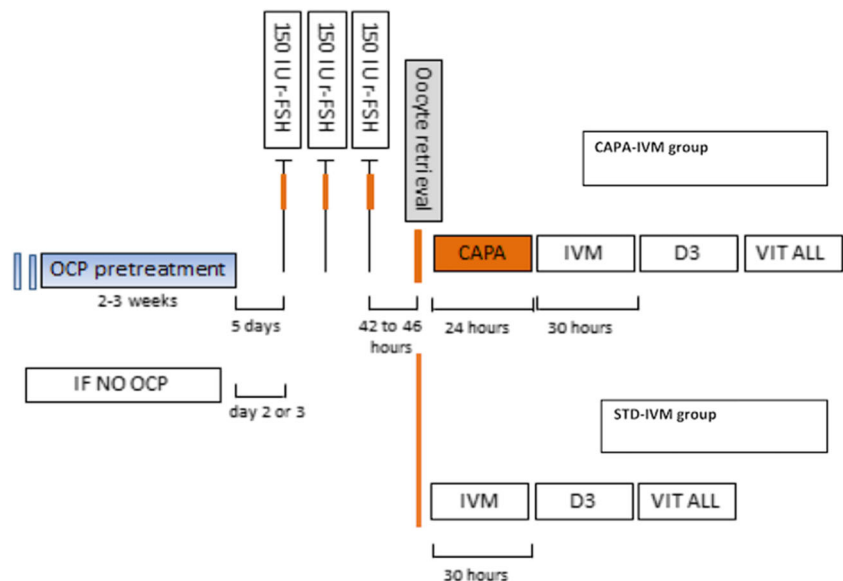 150 IU r-FSH
150 IU r-FSH
150 IU r-FSH
Oocyte retrieval
CAPA-IVM group
OCP pretreatment
CAPA
IVM
D3
VIT ALL
2-3 weeks
5 days
42 to 46
hours
24 hours
30 hours
IF NO OCP
day 2 or 3
STD-IVM group
IVM
D3
VIT ALL
30 hours